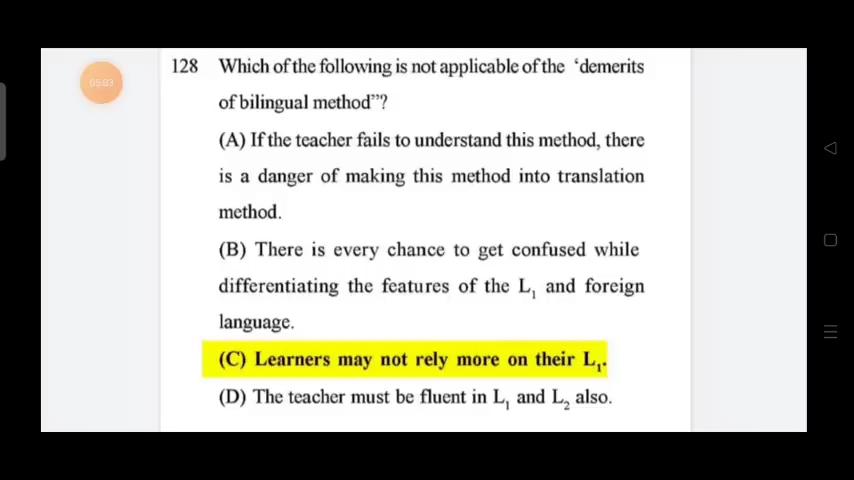 05:03
128 Which of the following is not applicable of the ‘demerits
of bilingual method”?
(A) If the teacher fails to understand this method, there
is a danger of making this method into translation
method.
(B) There is every chance to get confused while
differentiating the features of the L₁ and foreign
language.
(C) Learners may not rely more on their L₁.
(D) The teacher must be fluent in L₁ and L₂ also.